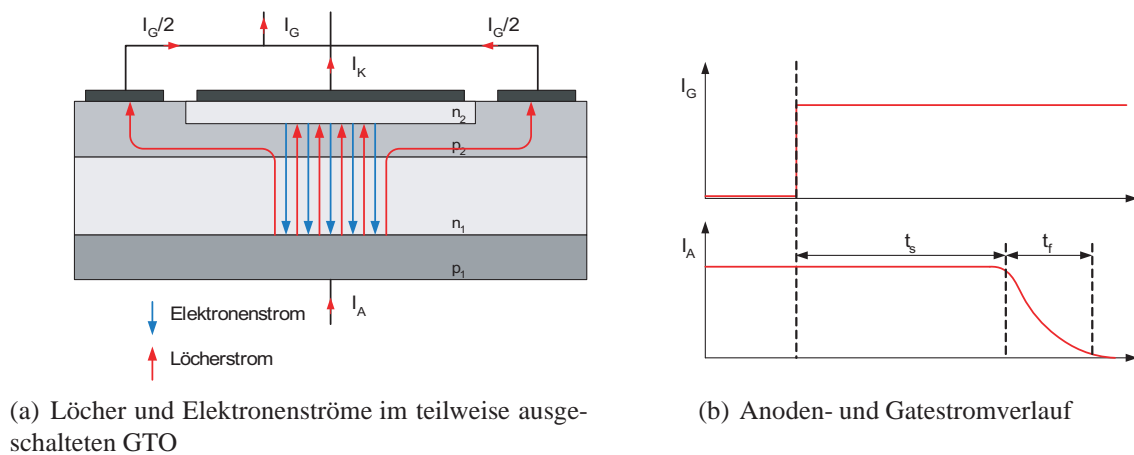 I_G/2
I_G
I_G/2
I_K
n_2
p_2
n_1
p_1
I_A
Elektronenstrom
Löcherstrom
(a) Löcher und Elektronenströme im teilweise ausge-
schalteten GTO
I_G
I_A
t_s
t_f
(b) Anoden- und Gatestromverlauf